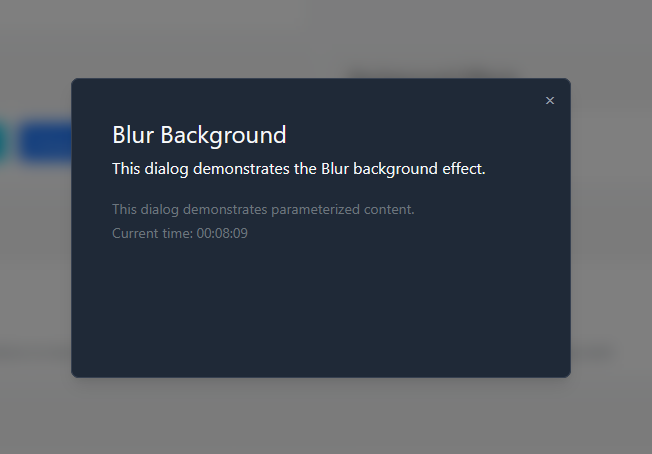 ×
Blur Background
This dialog demonstrates the Blur background effect.
This dialog demonstrates parameterized content.
Current time: 00:08:09